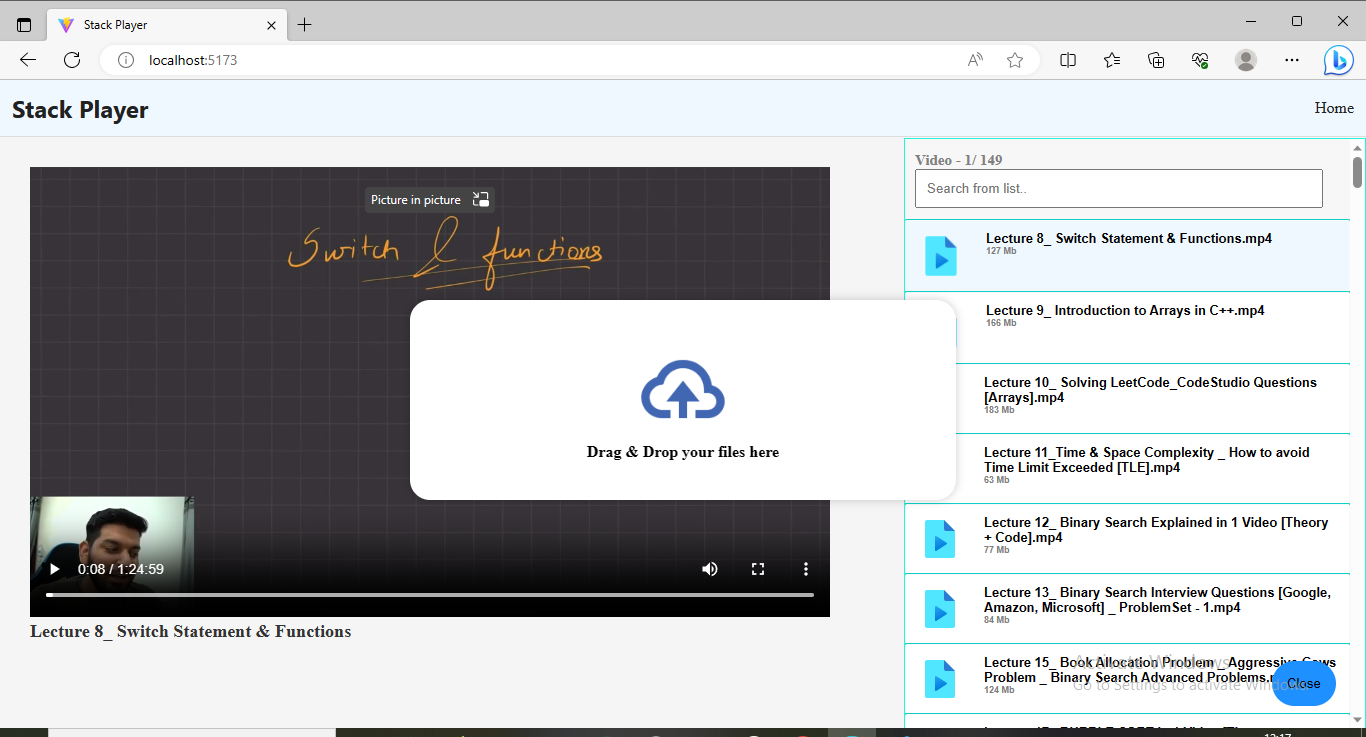 Stack Player
localhost:5173
Stack Player
Home
Picture in picture
Switch & functions
0:08 / 1:24:59
Lecture 8_ Switch Statement & Functions
Drag & Drop your files here
Video - 1/ 149
Search from list..
Lecture 8_ Switch Statement & Functions.mp4
127 Mb
Lecture 9_ Introduction to Arrays in C++.mp4
166 Mb
Lecture 10_ Solving LeetCode_CodeStudio Questions
[Arrays].mp4
183 Mb
Lecture 11_Time & Space Complexity _ How to avoid
Time Limit Exceeded [TLE].mp4
63 Mb
Lecture 12_ Binary Search Explained in 1 Video [Theory
+ Code].mp4
77 Mb
Lecture 13_ Binary Search Interview Questions [Google,
Amazon, Microsoft] _ ProblemSet - 1.mp4
84 Mb
Lecture 15_ Book Allocation Problem _ Aggressive Cows
Problem _ Binary Search Advanced Problems.
124 Mb
Activate Windows
Go to Settings to activate Windows.
Close